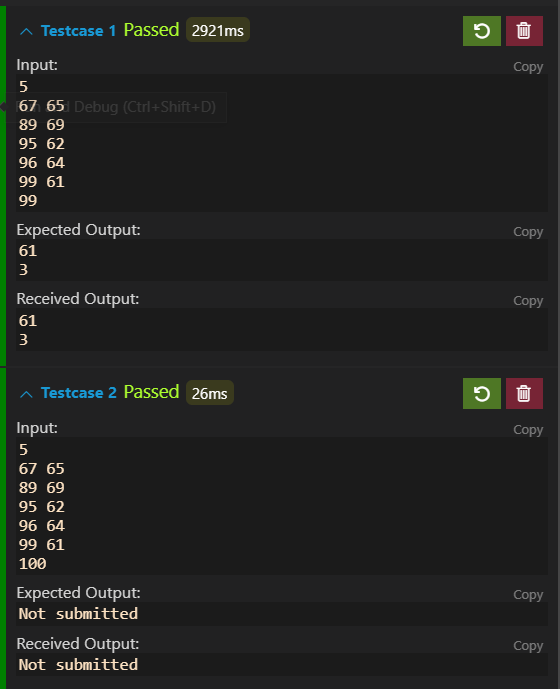 Testcase 1 Passed 2921ms
Input:
Copy
5
67 65
89 69
95 62
96 64
99 61
99
Debug (Ctrl+Shift+D)
Expected Output:
Copy
61
3
Received Output:
Copy
61
3
Testcase 2 Passed 26ms
Input:
Copy
5
67 65
89 69
95 62
96 64
99 61
100
Expected Output:
Copy
Not submitted
Received Output:
Copy
Not submitted